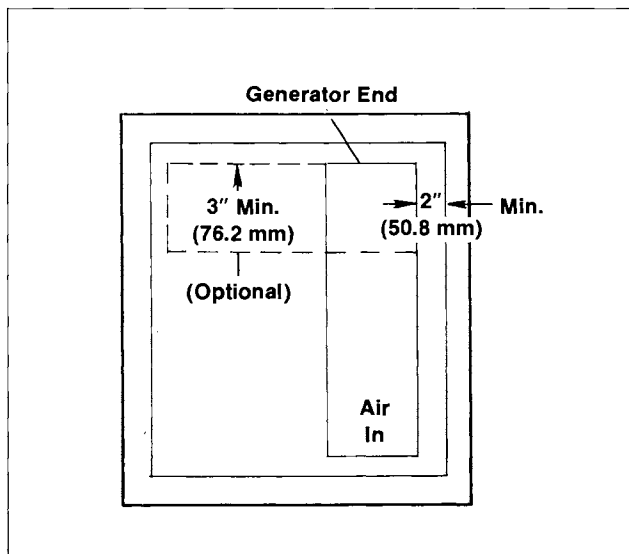 Generator End
3" Min.
(76.2 mm)
2"
(50.8 mm)
Min.
(Optional)
Air
In